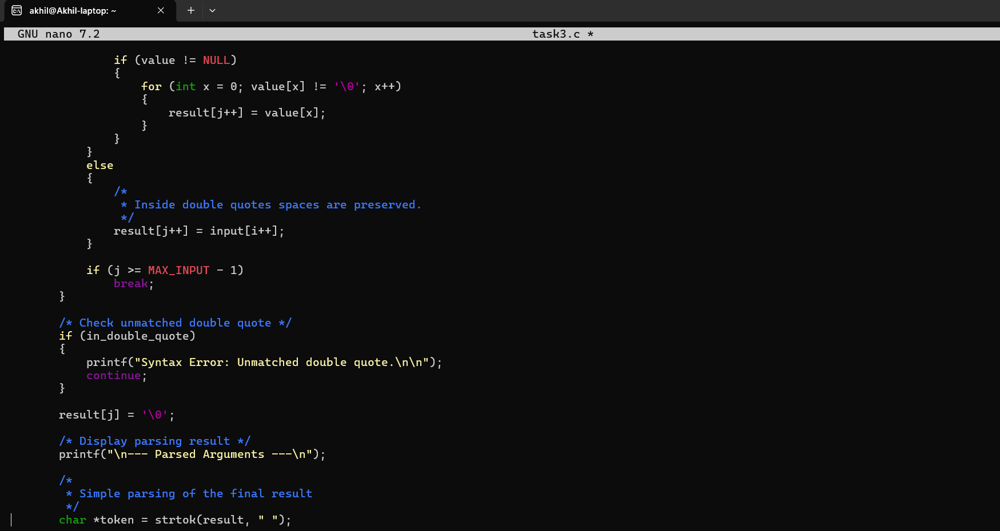 akhil@Akhil-laptop: ~
GNU nano 7.2 task3.c *
if (value != NULL)
{
for (int x = 0; value[x] != '\0'; x++)
{
result[j++] = value[x];
}
}
}
else
{
/*
* Inside double quotes spaces are preserved.
*/
result[j++] = input[i++];
}
if (j >= MAX_INPUT - 1)
break;
}
/* Check unmatched double quote */
if (in_double_quote)
{
printf("Syntax Error: Unmatched double quote.\n\n");
continue;
}
result[j] = '\0';
/* Display parsing result */
printf("\n--- Parsed Arguments ---\n");
/*
* Simple parsing of the final result
*/
char *token = strtok(result, " ");